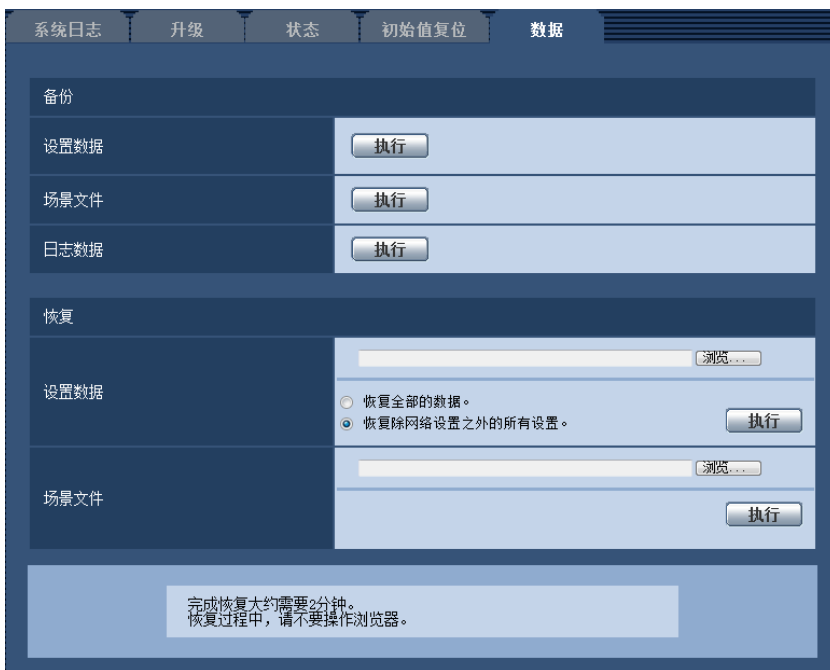 系统日志 升级 状态 初始值复位 数据
备份
设置数据 执行
场景文件 执行
日志数据 执行
恢复
浏览...
设置数据
恢复全部的数据。
恢复除网络设置之外的所有设置。 执行
浏览...
场景文件
执行
完成恢复大约需要2分钟。
恢复过程中，请不要操作浏览器。